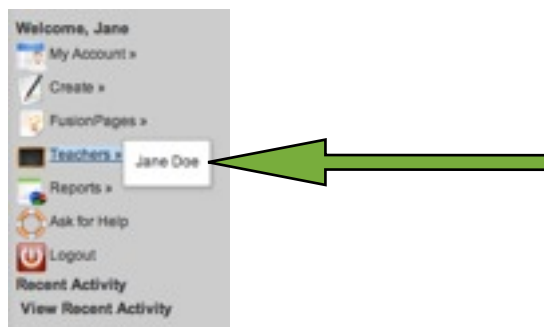 Welcome, Jane
My Account »
Create »
FusionPages »
Teachers »
Jane Doe
Reports »
Ask for Help
Logout
Recent Activity
View Recent Activity